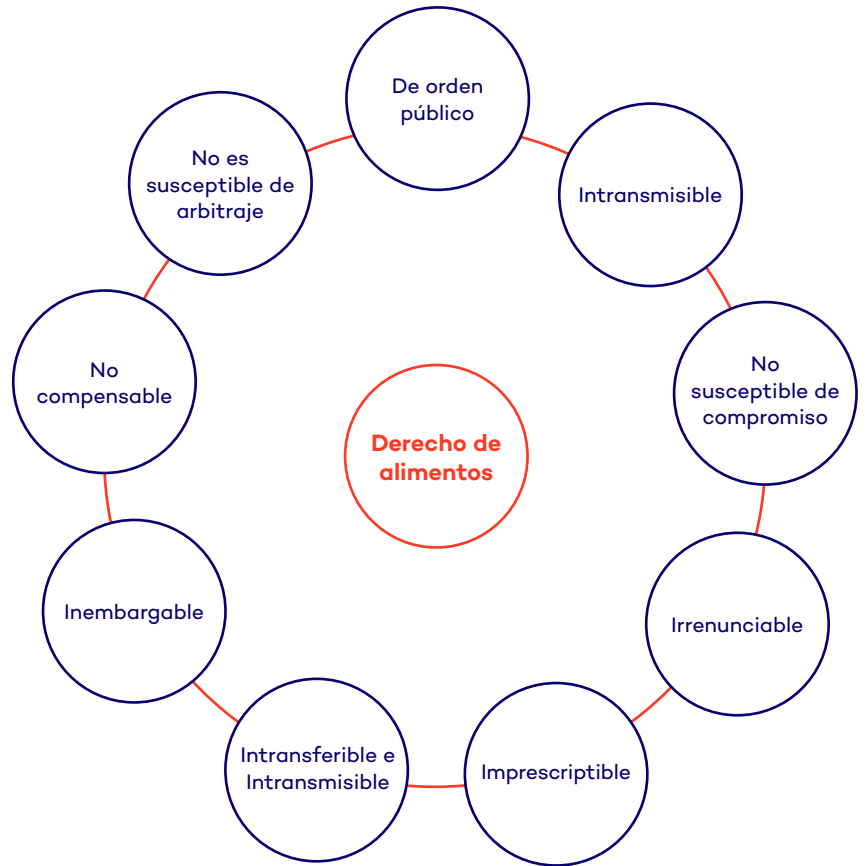 De orden
público
No es
susceptible de
arbitraje
Intransmisible
No
compensable
No
susceptible de
compromiso
Derecho de
alimentos
Inembargable
Irrenunciable
Intransferible e
Intransmisible
Imprescriptible